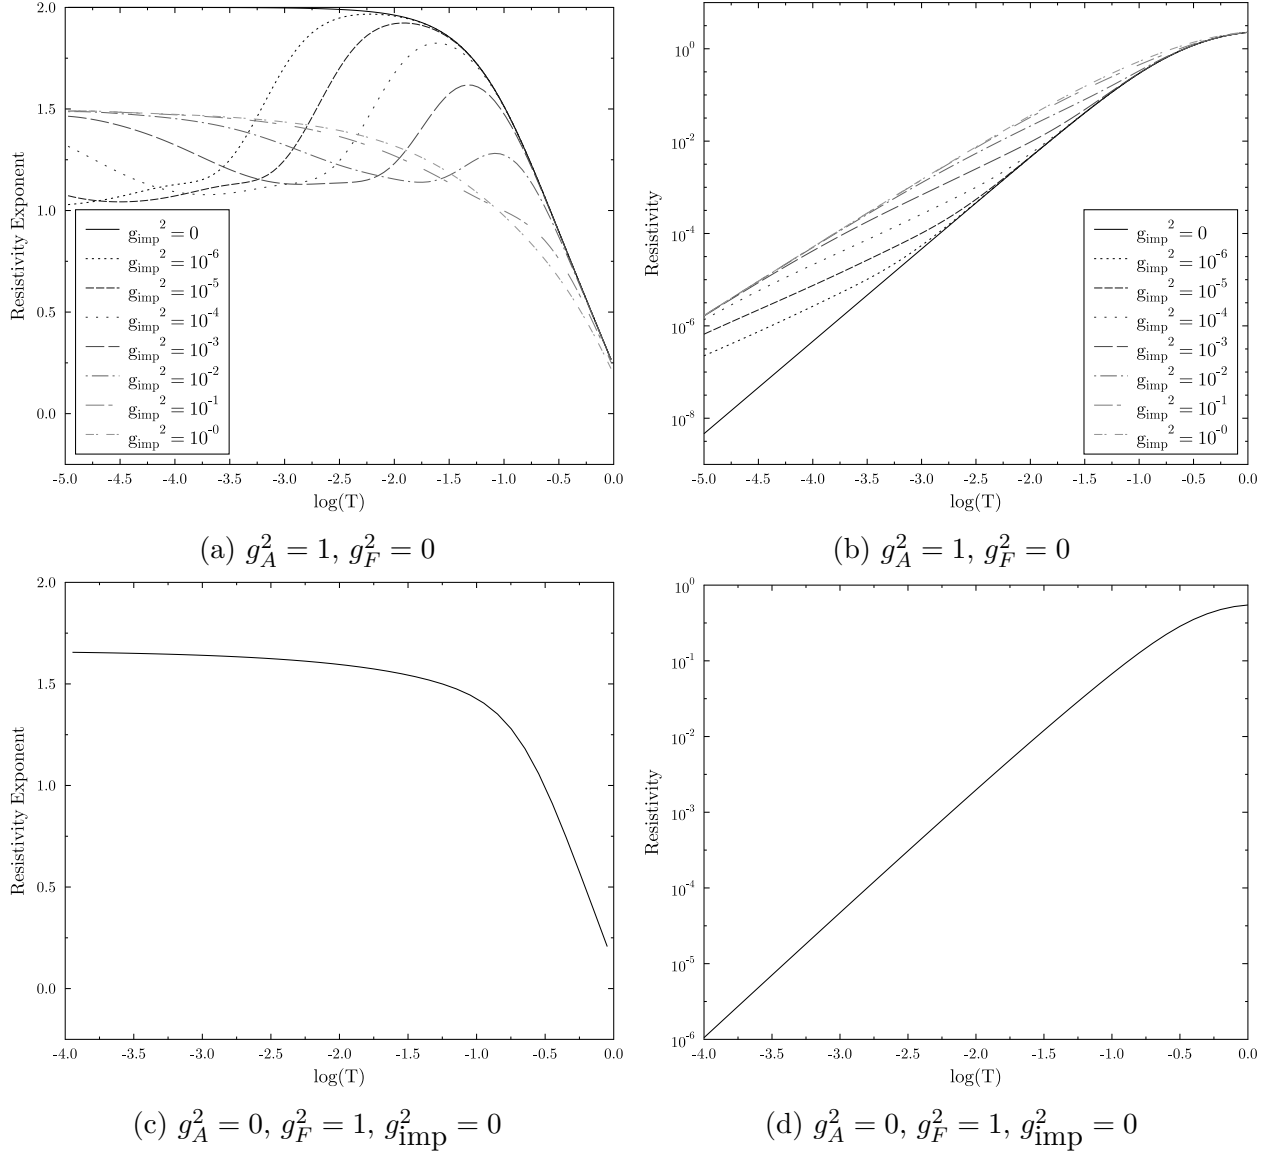 2.0
1.5
1.0
0.5
0.0
Resistivity Exponent
g_imp^2 = 0
g_imp^2 = 10^-6
g_imp^2 = 10^-5
g_imp^2 = 10^-4
g_imp^2 = 10^-3
g_imp^2 = 10^-2
g_imp^2 = 10^-1
g_imp^2 = 10^-0
-5.0 -4.5 -4.0 -3.5 -3.0 -2.5 -2.0 -1.5 -1.0 -0.5 0.0
log(T)
(a) g_A^2 = 1, g_F^2 = 0
10^0
10^-2
10^-4
10^-6
10^-8
Resistivity
g_imp^2 = 0
g_imp^2 = 10^-6
g_imp^2 = 10^-5
g_imp^2 = 10^-4
g_imp^2 = 10^-3
g_imp^2 = 10^-2
g_imp^2 = 10^-1
g_imp^2 = 10^-0
-5.0 -4.5 -4.0 -3.5 -3.0 -2.5 -2.0 -1.5 -1.0 -0.5 0.0
log(T)
(b) g_A^2 = 1, g_F^2 = 0
2.0
1.5
1.0
0.5
0.0
Resistivity Exponent
-4.0 -3.5 -3.0 -2.5 -2.0 -1.5 -1.0 -0.5 0.0
log(T)
(c) g_A^2 = 0, g_F^2 = 1, g_imp^2 = 0
10^0
10^-1
10^-2
10^-3
10^-4
10^-5
10^-6
Resistivity
-4.0 -3.5 -3.0 -2.5 -2.0 -1.5 -1.0 -0.5 0.0
log(T)
(d) g_A^2 = 0, g_F^2 = 1, g_imp^2 = 0